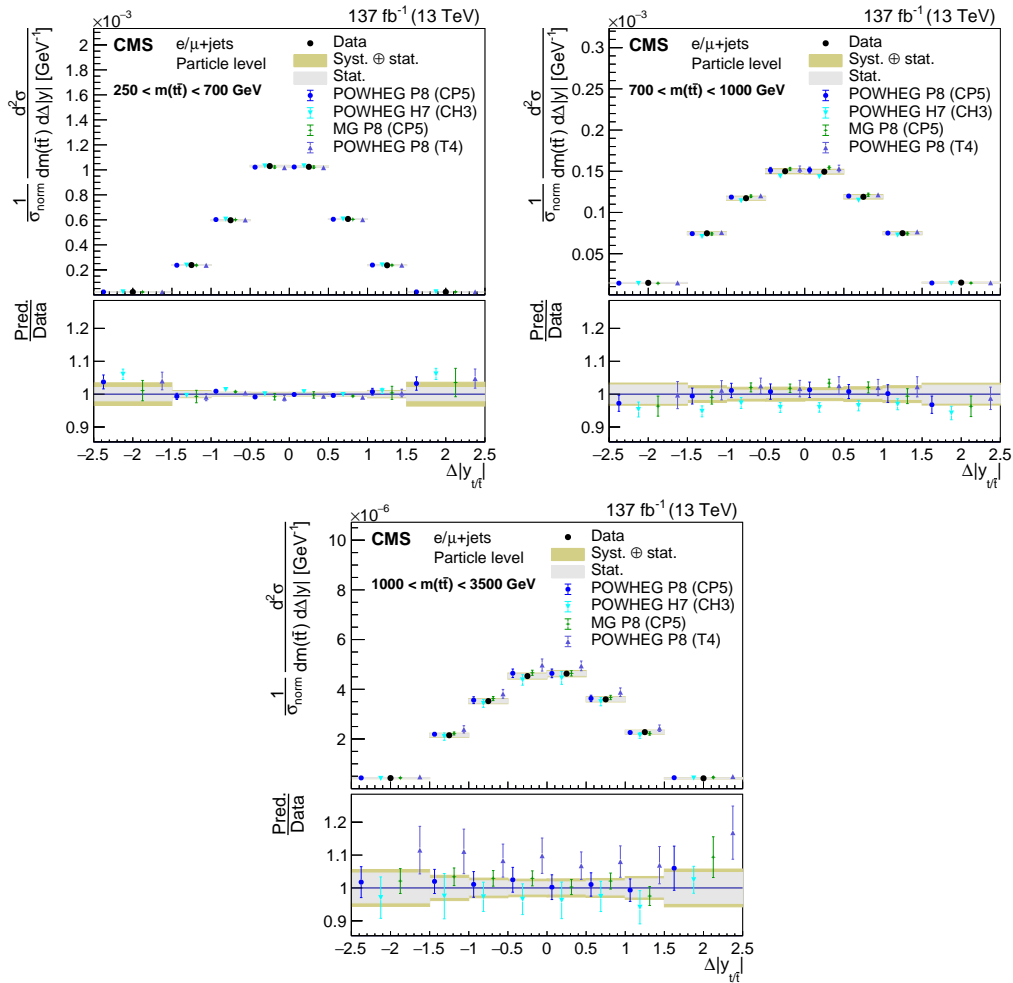 ×10⁻³
137 fb⁻¹ (13 TeV)
CMS
e/μ+jets
Particle level
250 < m(tt̄) < 700 GeV
Data
Syst. ⊕ stat.
Stat.
POWHEG P8 (CP5)
POWHEG H7 (CH3)
MG P8 (CP5)
POWHEG P8 (T4)
1/σnorm d²σ/dm(tt̄) dΔ|y| [GeV⁻¹]
2
1.8
1.6
1.4
1.2
1
0.8
0.6
0.4
0.2
Pred./Data
1.2
1.1
1
0.9
−2.5 −2 −1.5 −1 −0.5 0 0.5 1 1.5 2 2.5
Δ|y_t/t̄|
×10⁻³
137 fb⁻¹ (13 TeV)
CMS
e/μ+jets
Particle level
700 < m(tt̄) < 1000 GeV
Data
Syst. ⊕ stat.
Stat.
POWHEG P8 (CP5)
POWHEG H7 (CH3)
MG P8 (CP5)
POWHEG P8 (T4)
1/σnorm d²σ/dm(tt̄) dΔ|y| [GeV⁻¹]
0.3
0.25
0.2
0.15
0.1
0.05
Pred./Data
1.2
1.1
1
0.9
−2.5 −2 −1.5 −1 −0.5 0 0.5 1 1.5 2 2.5
Δ|y_t/t̄|
×10⁻⁶
137 fb⁻¹ (13 TeV)
CMS
e/μ+jets
Particle level
1000 < m(tt̄) < 3500 GeV
Data
Syst. ⊕ stat.
Stat.
POWHEG P8 (CP5)
POWHEG H7 (CH3)
MG P8 (CP5)
POWHEG P8 (T4)
1/σnorm d²σ/dm(tt̄) dΔ|y| [GeV⁻¹]
10
8
6
4
2
Pred./Data
1.2
1.1
1
0.9
−2.5 −2 −1.5 −1 −0.5 0 0.5 1 1.5 2 2.5
Δ|y_t/t̄|